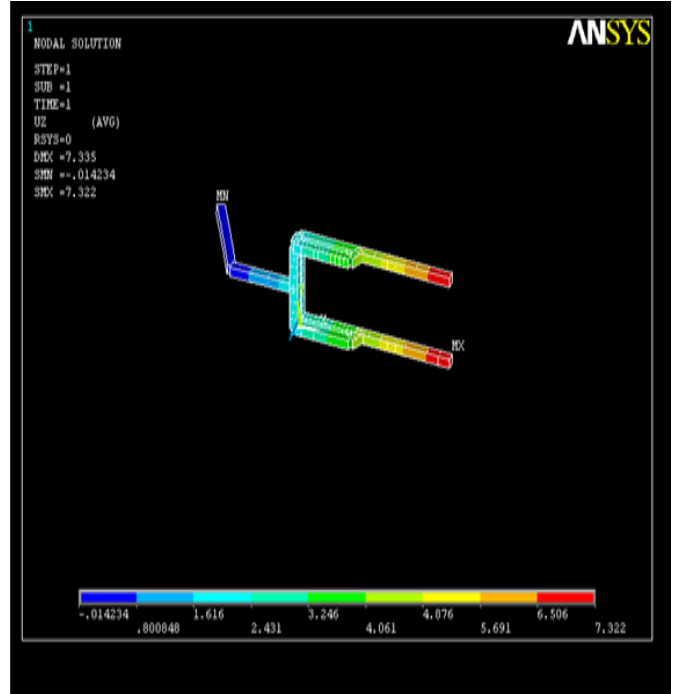 1
ANSYS
NODAL SOLUTION
STEP=1
SUB =1
TIME=1
UZ (AVG)
RSYS=0
DMX =7.335
SMN =-.014234
SMX =7.322
MN
MX
-.014234 1.616 3.246 4.876 6.506
.800848 2.431 4.061 5.691 7.322